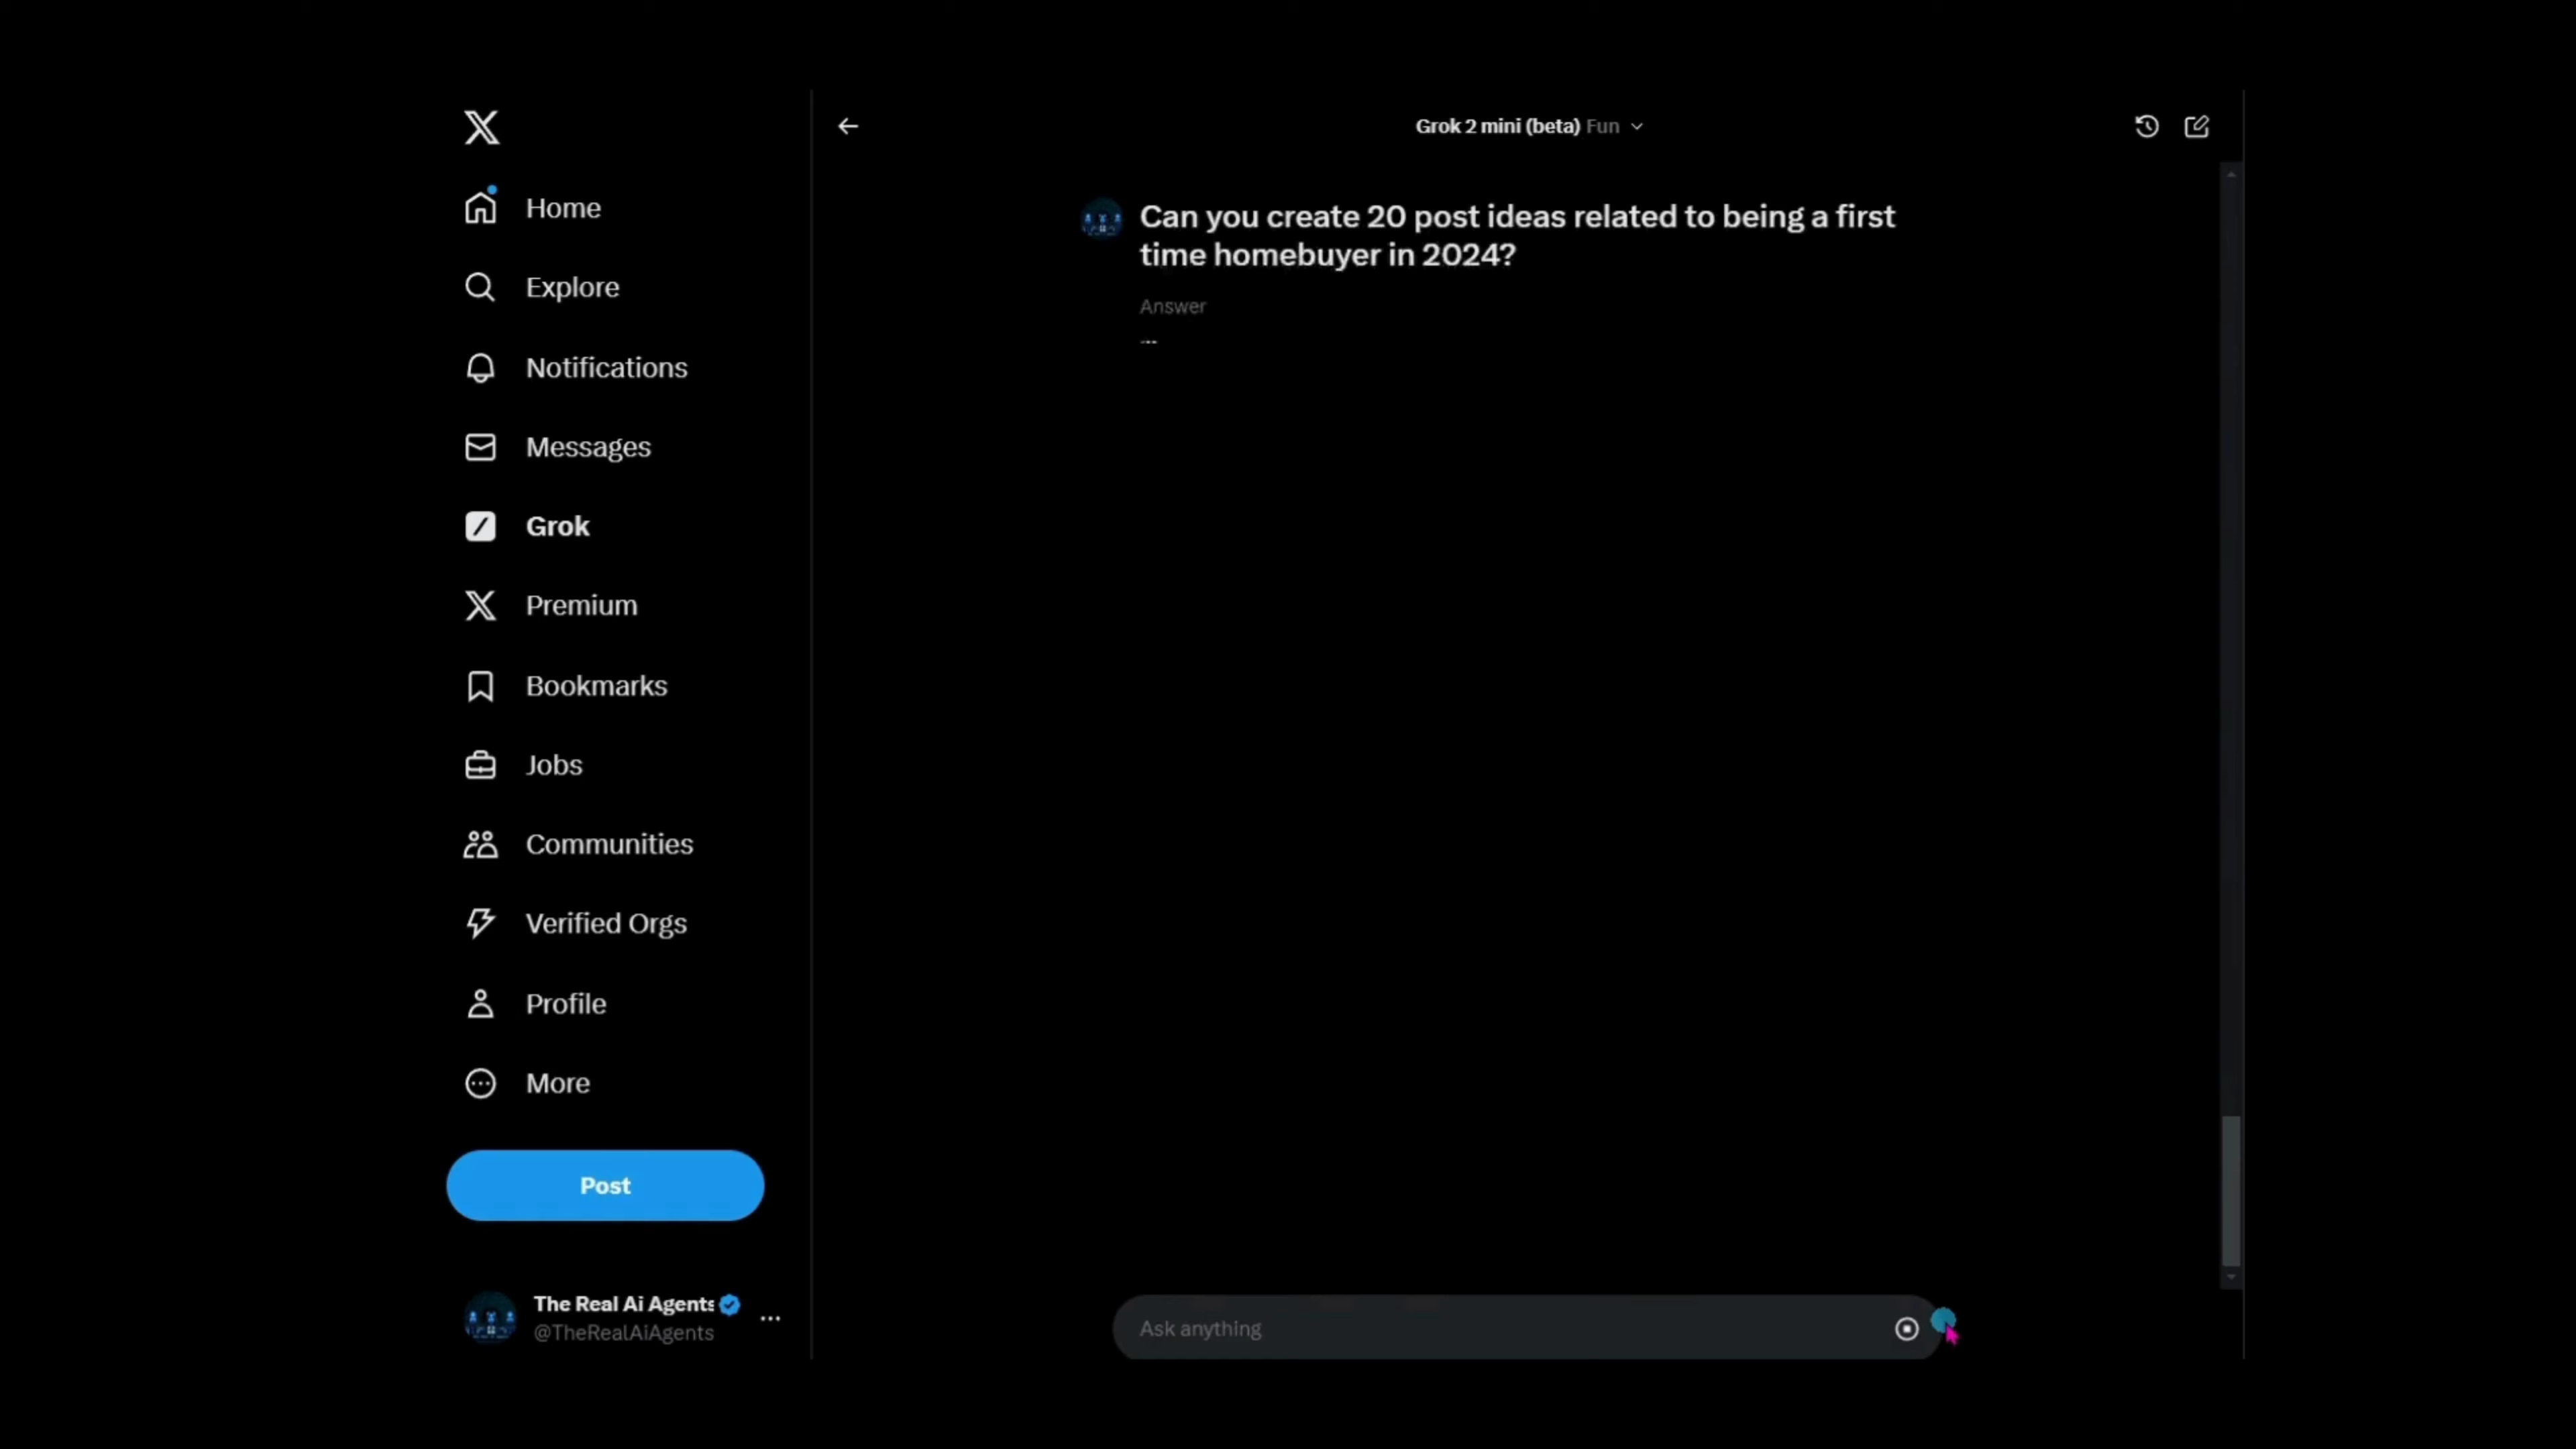 Home
Explore
Notifications
Messages
Grok
Premium
Bookmarks
Jobs
Communities
Verified Orgs
Profile
More
Post
The Real Ai Agents
@TheRealAiAgents
Grok 2 mini (beta) Fun
Can you create 20 post ideas related to being a first
time homebuyer in 2024?
Answer
Ask anything